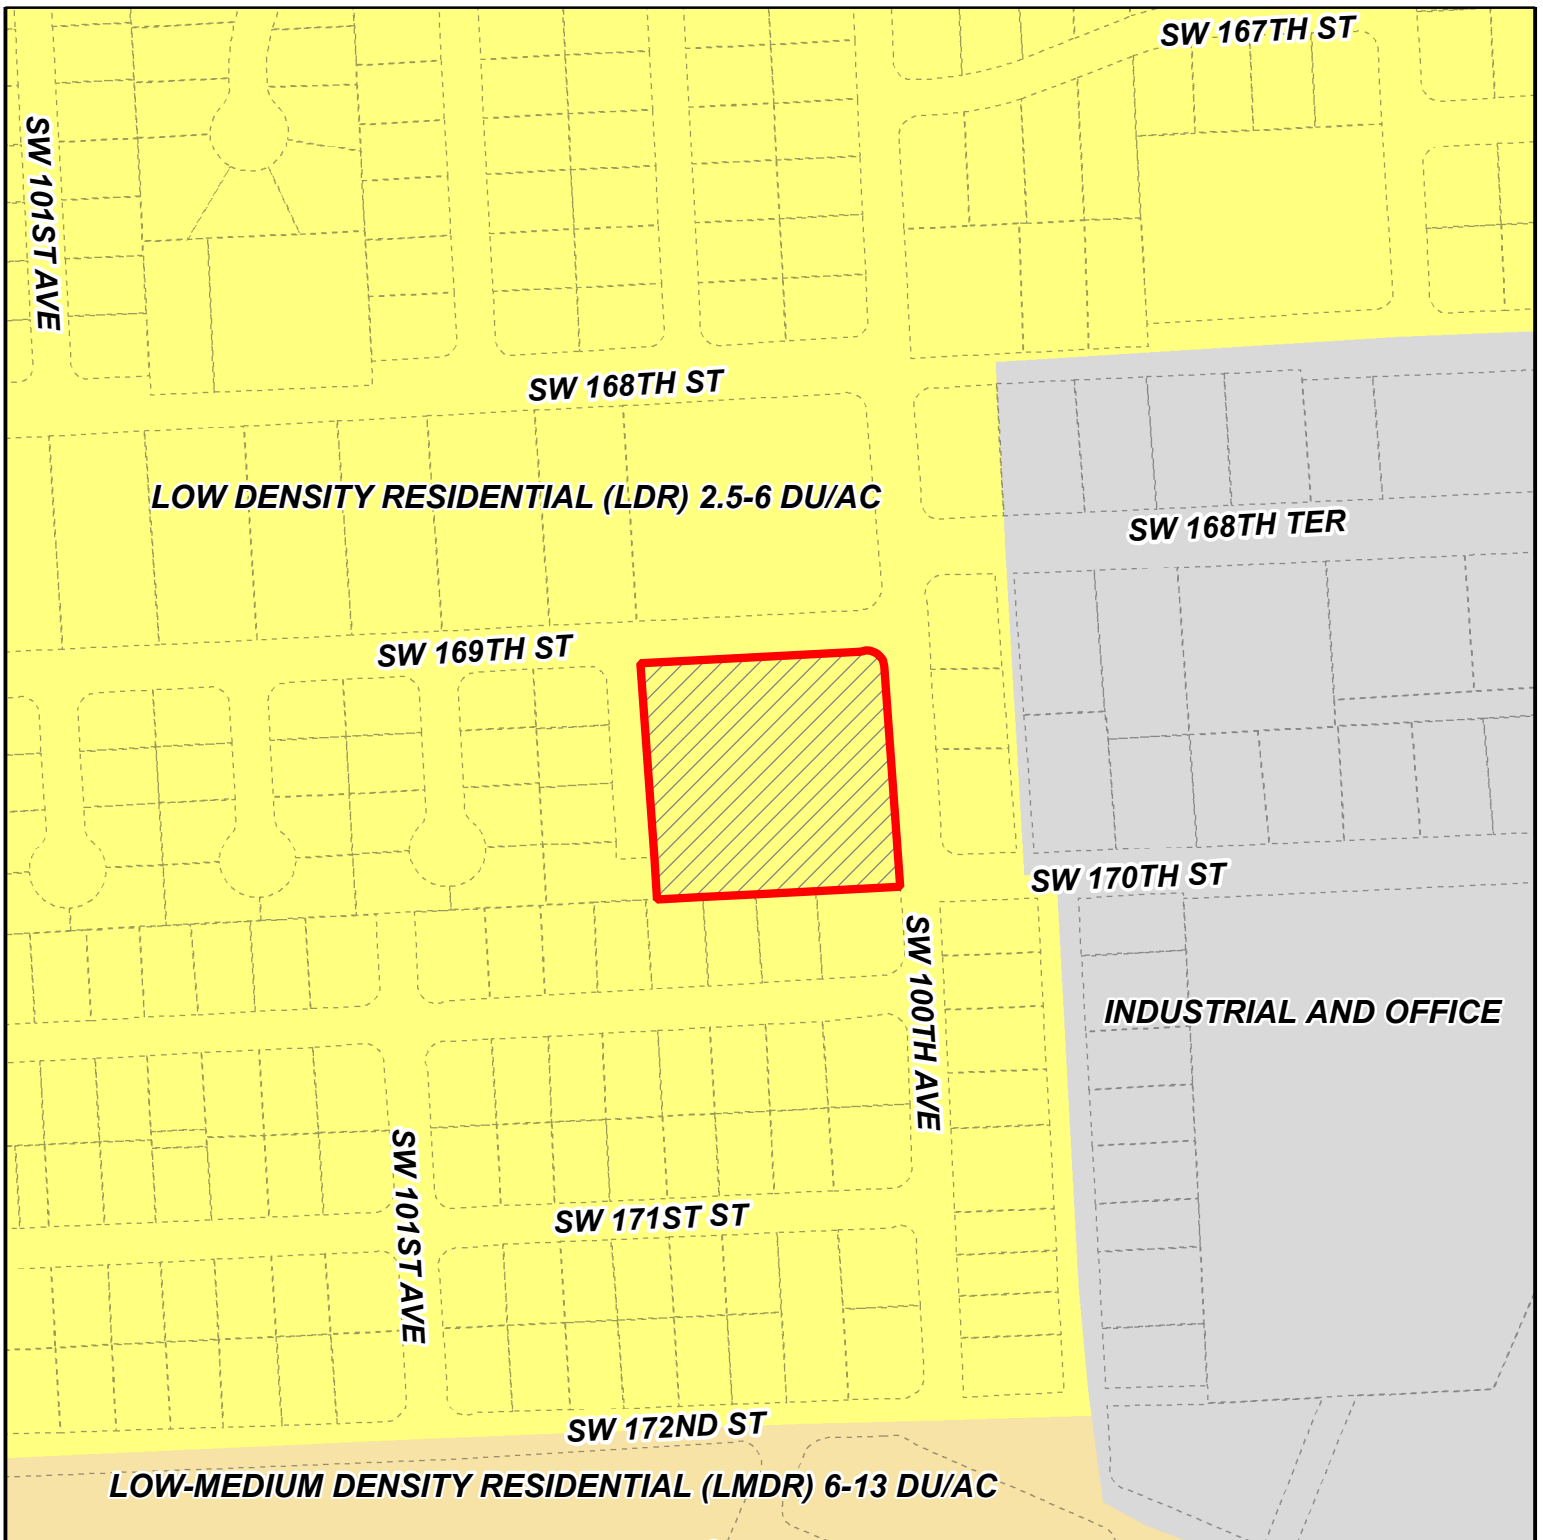 SW 167TH ST
SW 101ST AVE
SW 168TH ST
LOW DENSITY RESIDENTIAL (LDR) 2.5-6 DU/AC
SW 168TH TER
SW 169TH ST
SW 170TH ST
SW 100TH AVE
INDUSTRIAL AND OFFICE
SW 101ST AVE
SW 171ST ST
SW 172ND ST
LOW-MEDIUM DENSITY RESIDENTIAL (LMDR) 6-13 DU/AC